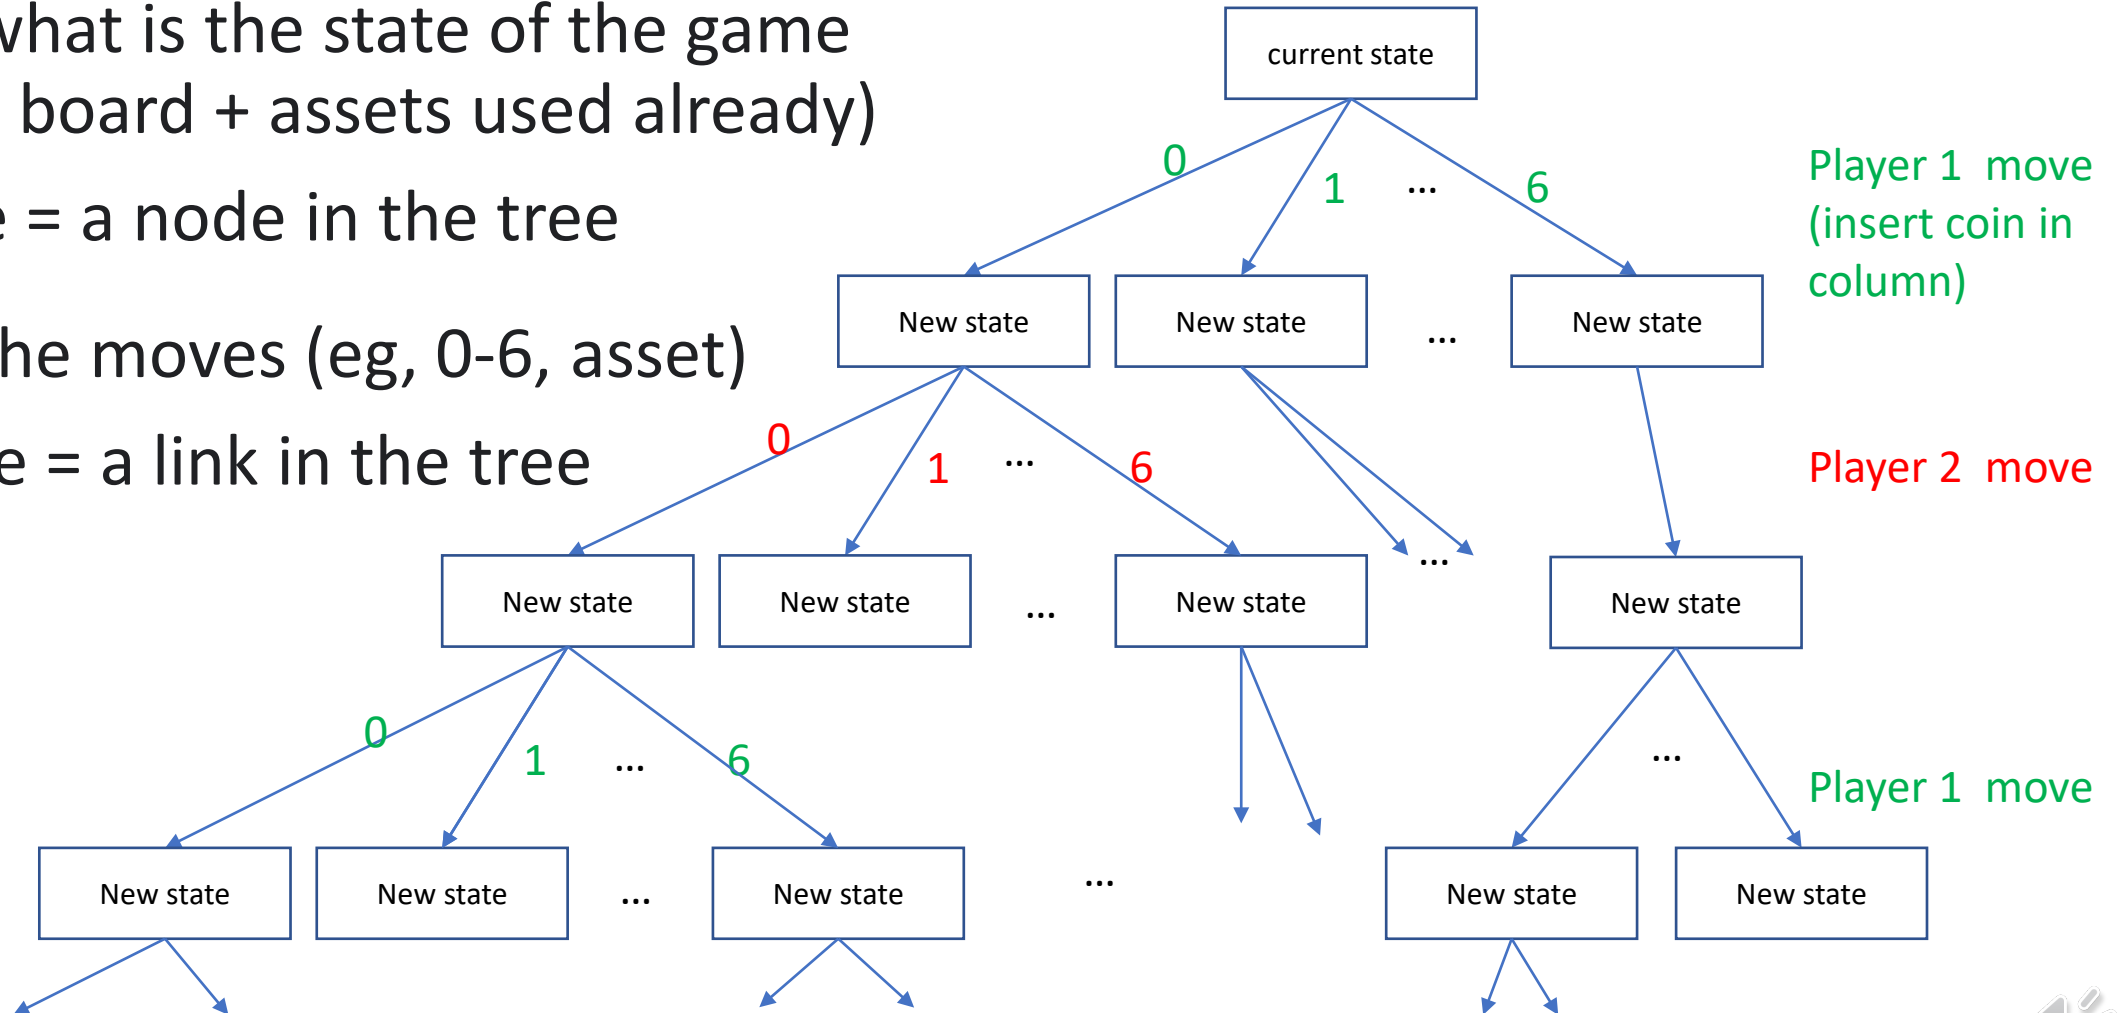 what is the state of the game
board + assets used already)
e = a node in the tree
he moves (eg, 0-6, asset)
e = a link in the tree
current state
0
1
...
6
Player 1 move
(insert coin in
column)
New state
New state
...
New state
0
1
...
6
Player 2 move
New state
New state
...
New state
...
New state
0
1
...
6
...
Player 1 move
New state
New state
...
New state
...
New state
New state